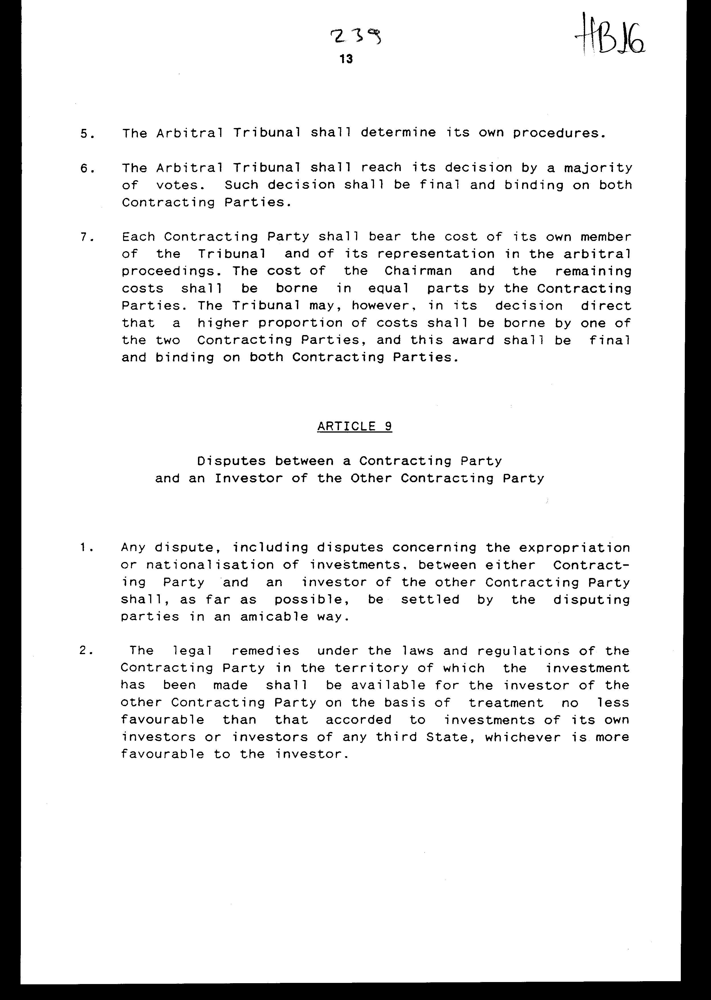 239
HB16
13
5. The Arbitral Tribunal shall determine its own procedures.
6. The Arbitral Tribunal shall reach its decision by a majority
of votes. Such decision shall be final and binding on both
Contracting Parties.
7. Each Contracting Party shall bear the cost of its own member
of the Tribunal and of its representation in the arbitral
proceedings. The cost of the Chairman and the remaining
costs shall be borne in equal parts by the Contracting
Parties. The Tribunal may, however, in its decision direct
that a higher proportion of costs shall be borne by one of
the two Contracting Parties, and this award shall be final
and binding on both Contracting Parties.
ARTICLE 9
Disputes between a Contracting Party
and an Investor of the Other Contracting Party
1. Any dispute, including disputes concerning the expropriation
or nationalisation of investments, between either Contract-
ing Party and an investor of the other Contracting Party
shall, as far as possible, be settled by the disputing
parties in an amicable way.
2. The legal remedies under the laws and regulations of the
Contracting Party in the territory of which the investment
has been made shall be available for the investor of the
other Contracting Party on the basis of treatment no less
favourable than that accorded to investments of its own
investors or investors of any third State, whichever is more
favourable to the investor.